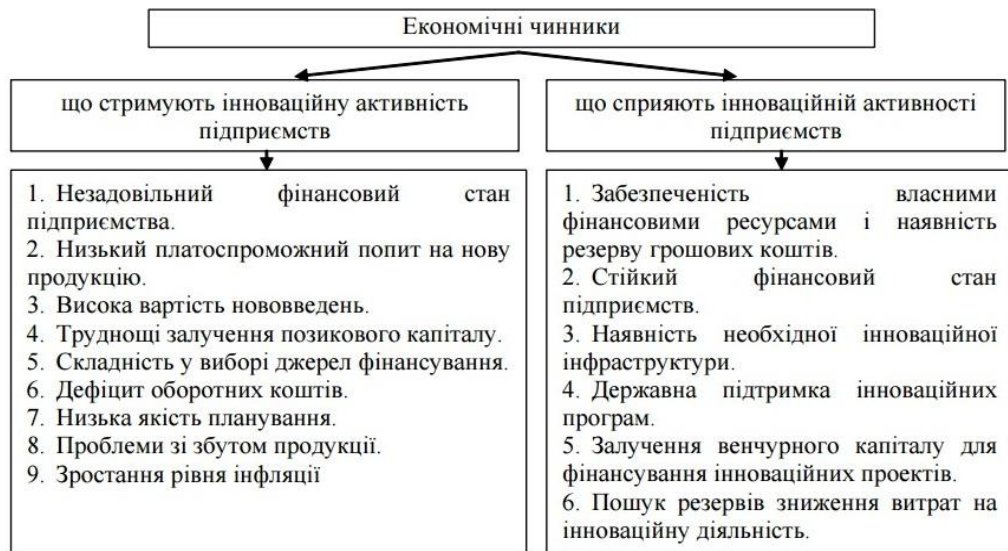 Економічні чинники
що стримують інноваційну активність
підприємств
що сприяють інноваційній активності
підприємств
1. Незадовільний фінансовий стан
підприємства.
2. Низький платоспроможний попит на нову
продукцію.
3. Висока вартість нововведень.
4. Труднощі залучення позикового капіталу.
5. Складність у виборі джерел фінансування.
6. Дефіцит оборотних коштів.
7. Низька якість планування.
8. Проблеми зі збутом продукції.
9. Зростання рівня інфляції
1. Забезпеченість власними
фінансовими ресурсами і наявність
резерву грошових коштів.
2. Стійкий фінансовий стан
підприємств.
3. Наявність необхідної інноваційної
інфраструктури.
4. Державна підтримка інноваційних
програм.
5. Залучення венчурного капіталу для
фінансування інноваційних проектів.
6. Пошук резервів зниження витрат на
інноваційну діяльність.